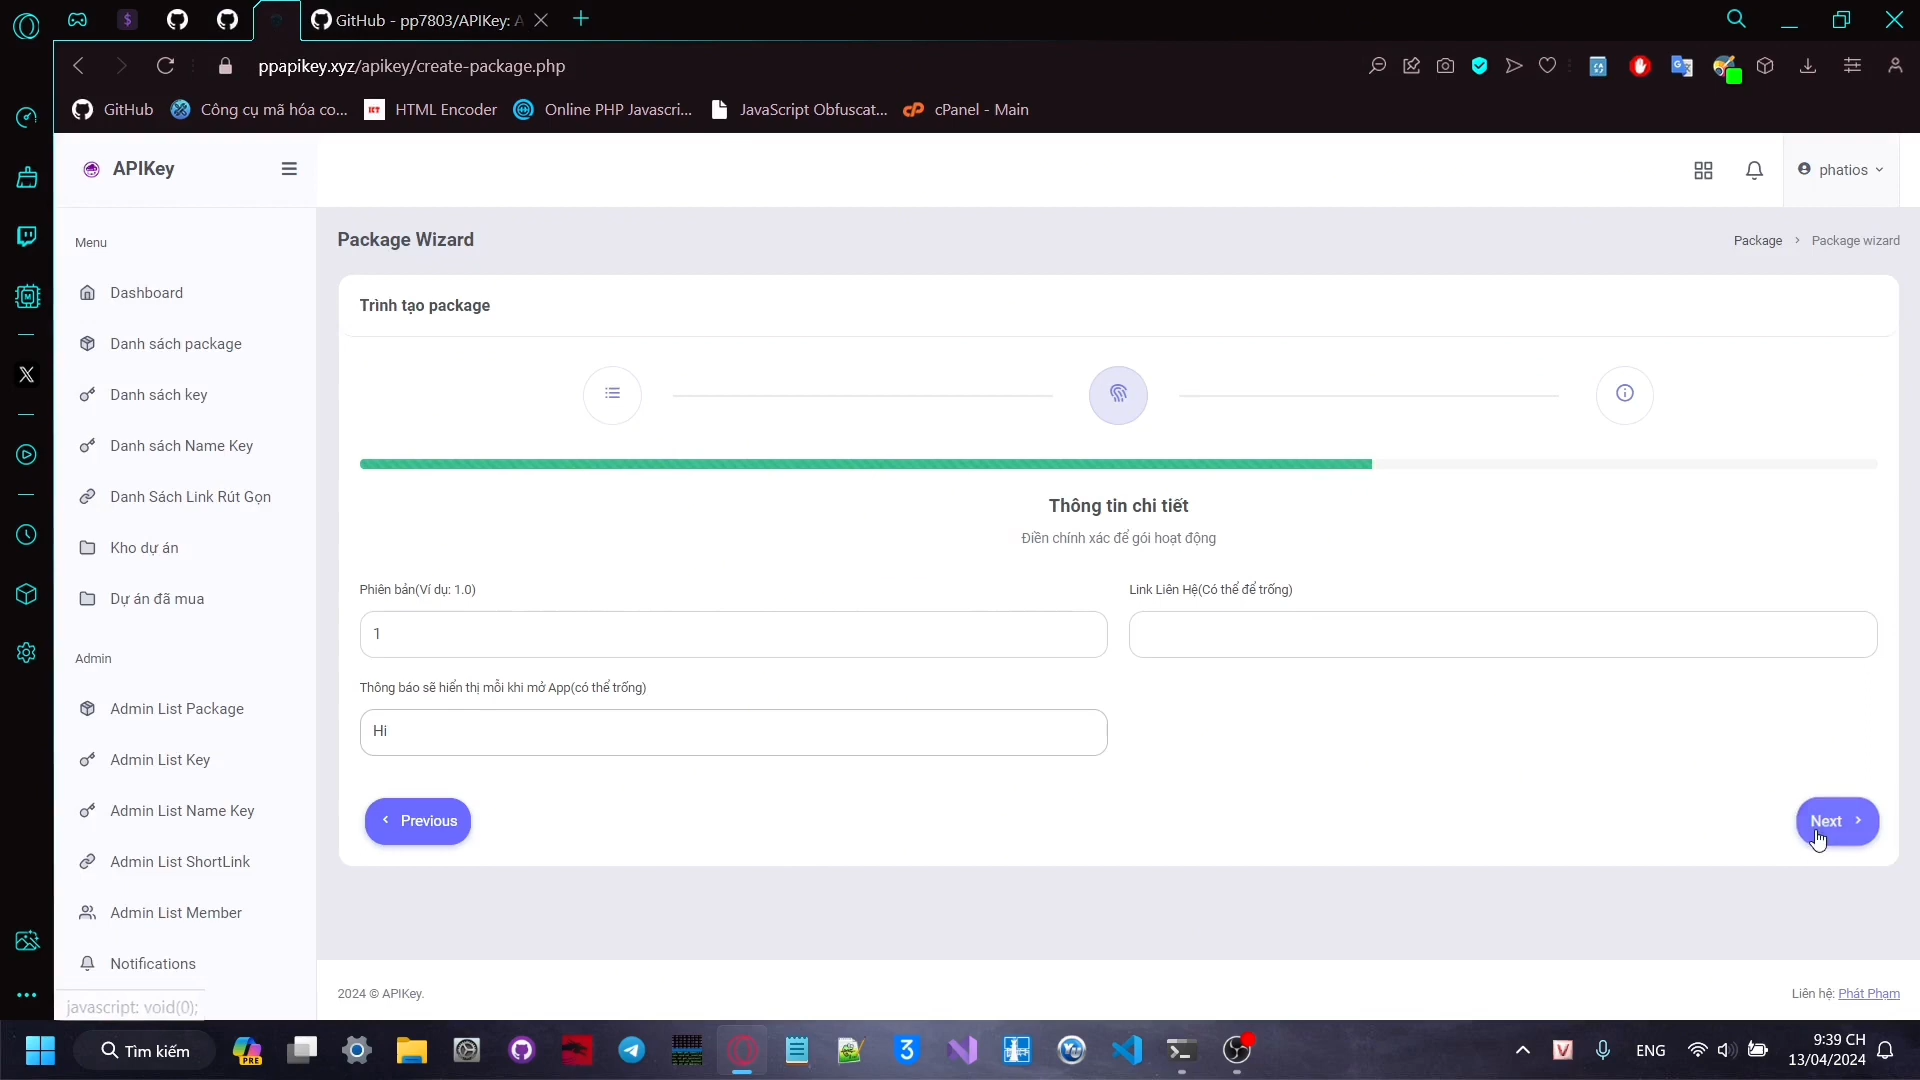 GitHub - pp7803/APIKey: A
ppapikey.xyz/apikey/create-package.php
GitHub
Công cụ mã hóa co...
HTML Encoder
Online PHP Javascri...
JavaScript Obfuscat...
cPanel - Main
APIKey
phatios
Menu
Dashboard
Danh sách package
Danh sách key
Danh sách Name Key
Danh Sách Link Rút Gọn
Kho dự án
Dự án đã mua
Admin
Admin List Package
Admin List Key
Admin List Name Key
Admin List ShortLink
Admin List Member
Notifications
javascript: void(0);
Package Wizard
Package > Package wizard
Trình tạo package
Thông tin chi tiết
Điền chính xác để gói hoạt động
Phiên bản(Ví dụ: 1.0)
1
Link Liên Hệ(Có thể để trống)
Thông báo sẽ hiển thị mỗi khi mở App(có thể trống)
Hi
Previous
Next
2024 © APIKey.
Liên hệ: Phát Phạm
Tìm kiếm
PRE
ENG
9:39 CH
13/04/2024